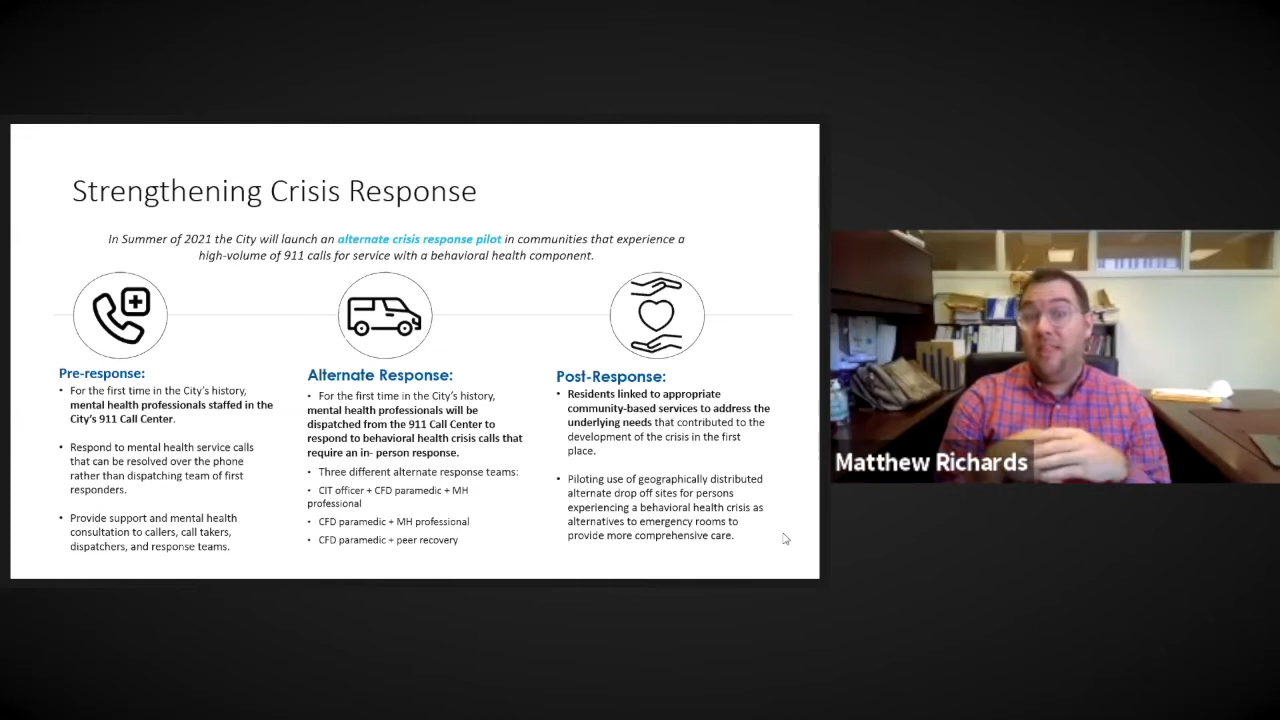 Strengthening Crisis Response
In Summer of 2021 the City will launch an alternate crisis response pilot in communities that experience a
high-volume of 911 calls for service with a behavioral health component.
Pre-response:
• For the first time in the City's history,
mental health professionals staffed in the
City's 911 Call Center.
• Respond to mental health service calls
that can be resolved over the phone
rather than dispatching team of first
responders.
• Provide support and mental health
consultation to callers, call takers,
dispatchers, and response teams.
Alternate Response:
• For the first time in the City's history,
mental health professionals will be
dispatched from the 911 Call Center to
respond to behavioral health crisis calls that
require an in- person response.
• Three different alternate response teams:
• CIT officer + CFD paramedic + MH
professional
• CFD paramedic + MH professional
• CFD paramedic + peer recovery
Post-Response:
• Residents linked to appropriate
community-based services to address the
underlying needs that contributed to the
development of the crisis in the first
place.
• Piloting use of geographically distributed
alternate drop off sites for persons
experiencing a behavioral health crisis as
alternatives to emergency rooms to
provide more comprehensive care.
Matthew Richards